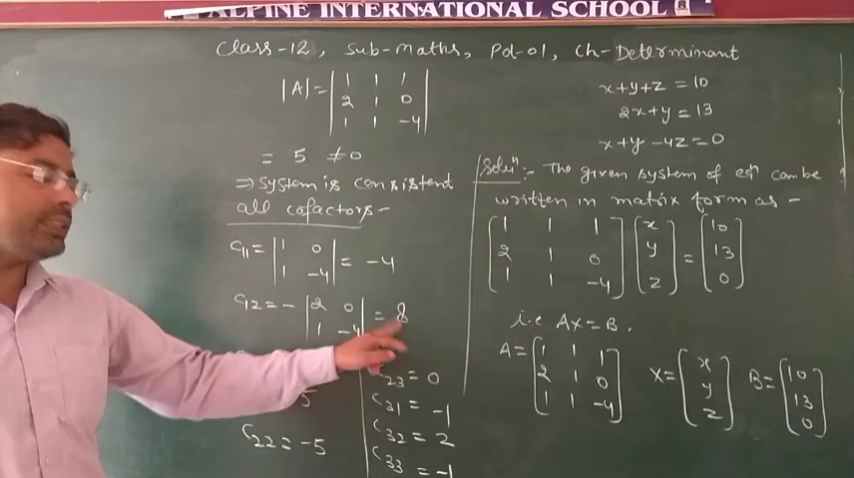 ALPINE INTERNATIONAL SCHOOL
Class-12, Sub-Maths, Pd-01, Ch-Determinant
|A| = | 1 1 1 |
| 2 1 0 |
| 1 1 -4 |
= 5 ≠0
⇒ System is consistent
all cofactors-
C11 = | 1 0 | = -4
| 1 -4 |
C12 = - | 2 0 | = 8
| 1 -4 |
5
C22 = -5
C23 = 0
C31 = -1
C32 = 2
C33 = -1
x+y+z = 10
2x+y = 13
x+y-4z = 0
Soluⁿ:- The given system of eqⁿ can be
written in matrix form as -
[ 1 1 1 ] [ x ] = [ 10 ]
[ 2 1 0 ] [ y ] [ 13 ]
[ 1 1 -4 ] [ z ] [ 0 ]
i.e AX = B.
A = [ 1 1 1 ] X = [ x ] B = [ 10 ]
[ 2 1 0 ] [ y ] [ 13 ]
[ 1 1 -4 ] [ z ] [ 0 ]